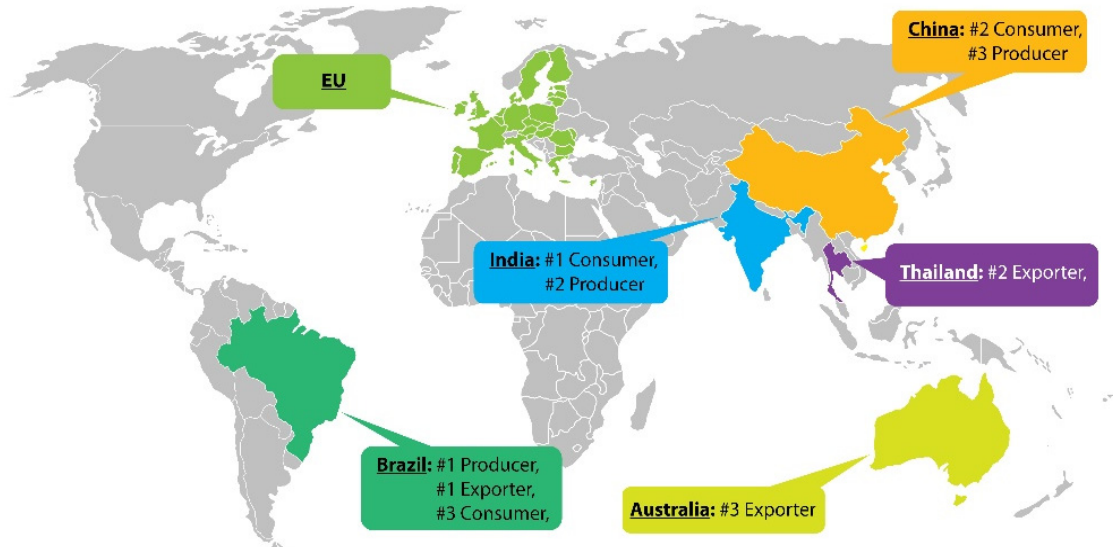 China: #2 Consumer,
#3 Producer
EU
India: #1 Consumer,
#2 Producer
Thailand: #2 Exporter,
Brazil: #1 Producer,
#1 Exporter,
#3 Consumer,
Australia: #3 Exporter